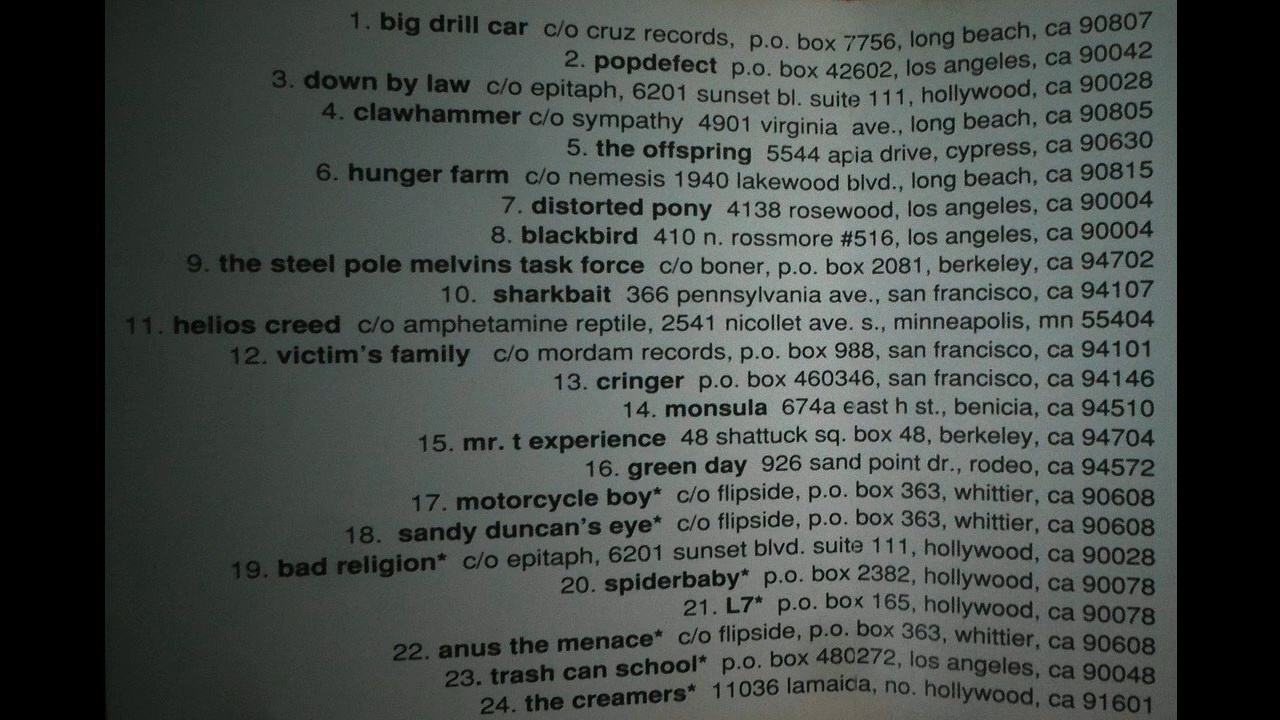 1. big drill car c/o cruz records, p.o. box 7756, long beach, ca 90807
2. popdefect p.o. box 42602, los angeles, ca 90042
3. down by law c/o epitaph, 6201 sunset bl. suite 111, hollywood, ca 90028
4. clawhammer c/o sympathy 4901 virginia ave., long beach, ca 90805
5. the offspring 5544 apia drive, cypress, ca 90630
6. hunger farm c/o nemesis 1940 lakewood blvd., long beach, ca 90815
7. distorted pony 4138 rosewood, los angeles, ca 90004
8. blackbird 410 n. rossmore #516, los angeles, ca 90004
9. the steel pole melvins task force c/o boner, p.o. box 2081, berkeley, ca 94702
10. sharkbait 366 pennsylvania ave., san francisco, ca 94107
11. helios creed c/o amphetamine reptile, 2541 nicollet ave. s., minneapolis, mn 55404
12. victim's family c/o mordam records, p.o. box 988, san francisco, ca 94101
13. cringer p.o. box 460346, san francisco, ca 94146
14. monsula 674a east h st., benicia, ca 94510
15. mr. t experience 48 shattuck sq. box 48, berkeley, ca 94704
16. green day 926 sand point dr., rodeo, ca 94572
17. motorcycle boy* c/o flipside, p.o. box 363, whittier, ca 90608
18. sandy duncan's eye* c/o flipside, p.o. box 363, whittier, ca 90608
19. bad religion* c/o epitaph, 6201 sunset blvd. suite 111, hollywood, ca 90028
20. spiderbaby* p.o. box 2382, hollywood, ca 90078
21. L7* p.o. box 165, hollywood, ca 90078
22. anus the menace* c/o flipside, p.o. box 363, whittier, ca 90608
23. trash can school* p.o. box 480272, los angeles, ca 90048
24. the creamers* 11036 lamaida, no. hollywood, ca 91601